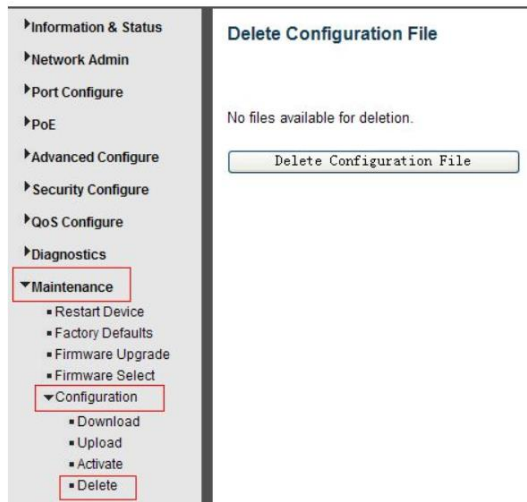 Information & Status
Network Admin
Port Configure
PoE
Advanced Configure
Security Configure
QoS Configure
Diagnostics
Maintenance
Restart Device
Factory Defaults
Firmware Upgrade
Firmware Select
Configuration
Download
Upload
Activate
Delete
Delete Configuration File
No files available for deletion.
Delete Configuration File